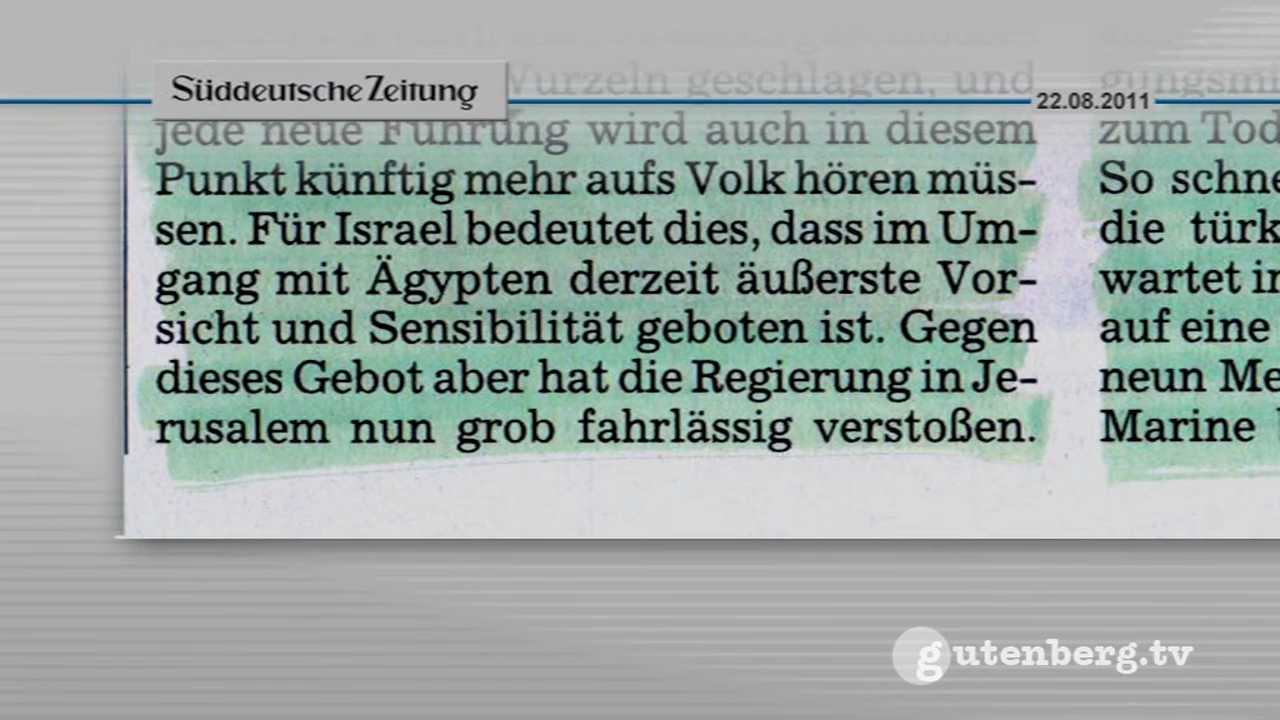 Süddeutsche Zeitung
22.08.2011
Wurzeln geschlagen, und
jede neue Führung wird auch in diesem
Punkt künftig mehr aufs Volk hören müs-
sen. Für Israel bedeutet dies, dass im Um-
gang mit Ägypten derzeit äußerste Vor-
sicht und Sensibilität geboten ist. Gegen
dieses Gebot aber hat die Regierung in Je-
rusalem nun grob fahrlässig verstoßen.
zum Tod
So schne
die türk
wartet in
auf eine
neun Me
Marine
gutenberg.tv